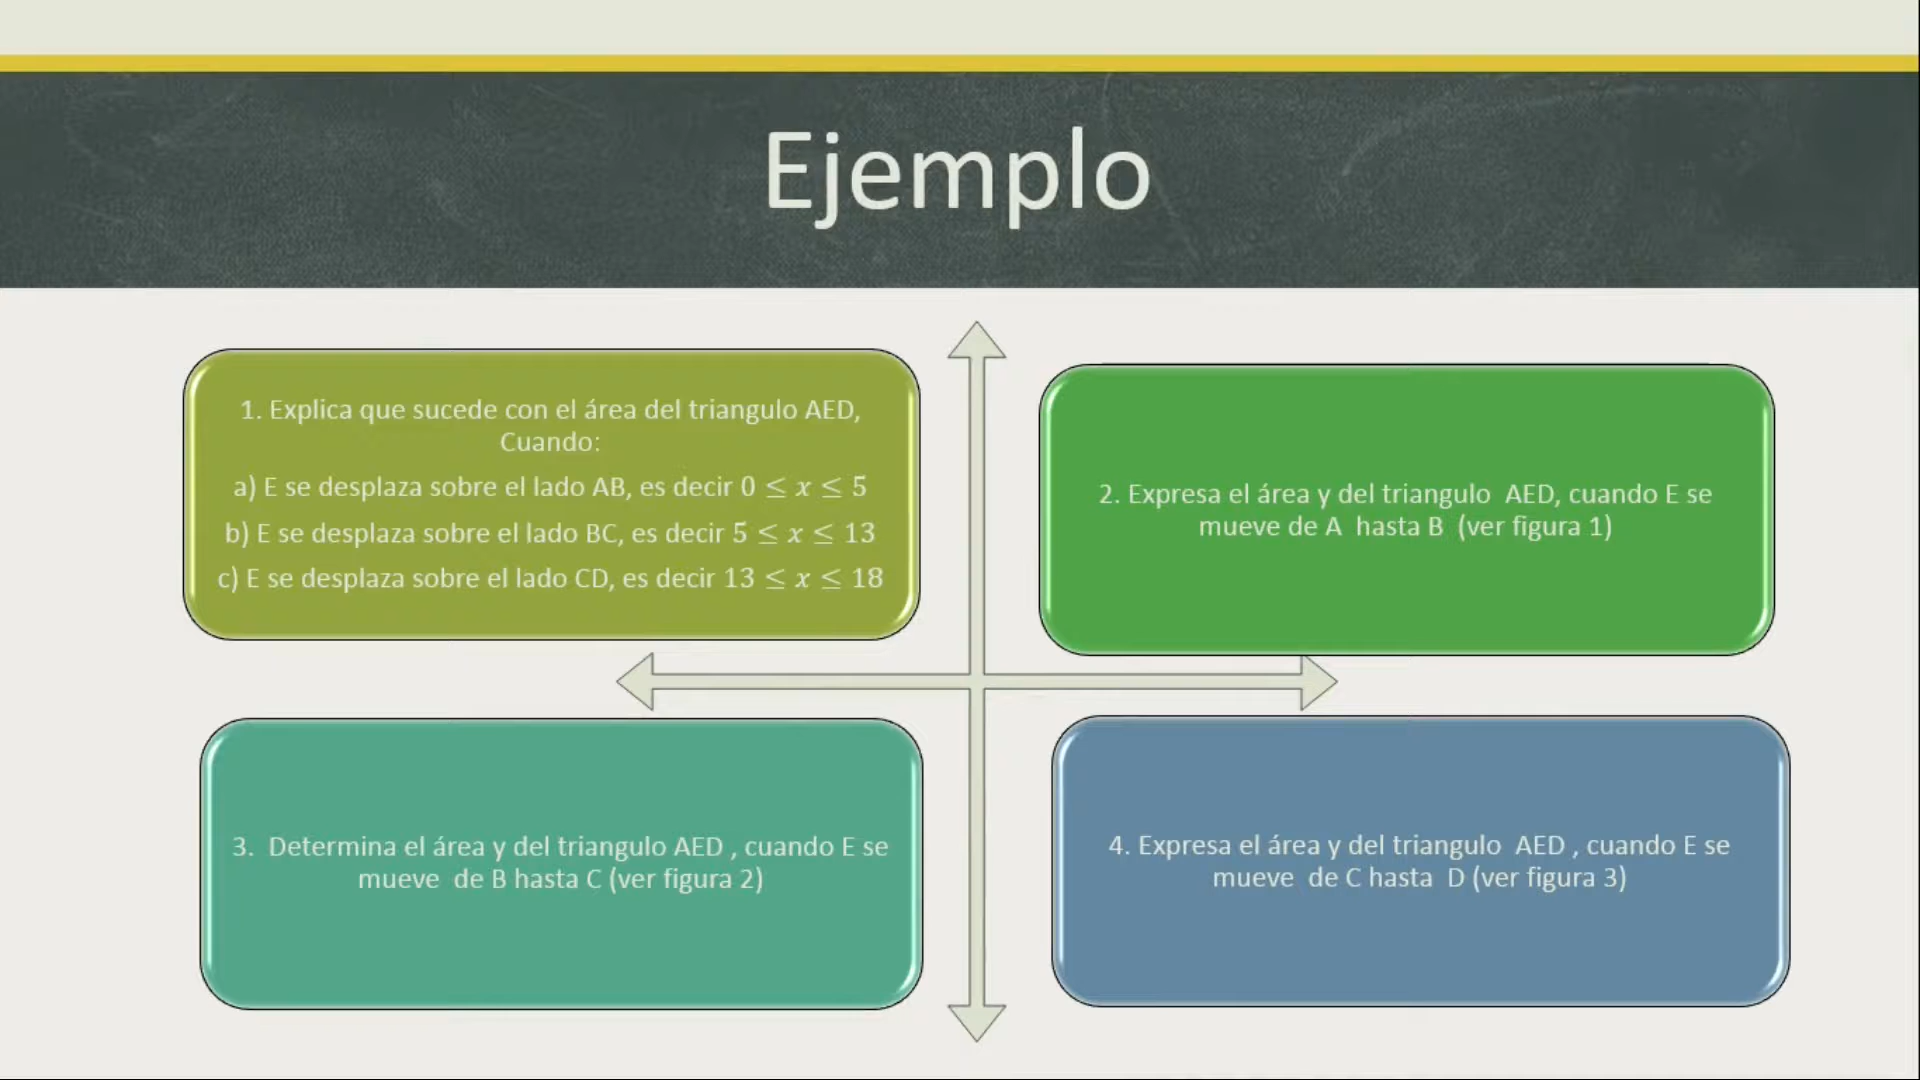 Ejemplo
1. Explica que sucede con el área del triangulo AED,
Cuando:
a) E se desplaza sobre el lado AB, es decir 0 ≤ x ≤ 5
b) E se desplaza sobre el lado BC, es decir 5 ≤ x ≤ 13
c) E se desplaza sobre el lado CD, es decir 13 ≤ x ≤ 18
2. Expresa el área y del triangulo AED, cuando E se
mueve de A hasta B (ver figura 1)
3. Determina el área y del triangulo AED , cuando E se
mueve de B hasta C (ver figura 2)
4. Expresa el área y del triangulo AED , cuando E se
mueve de C hasta D (ver figura 3)